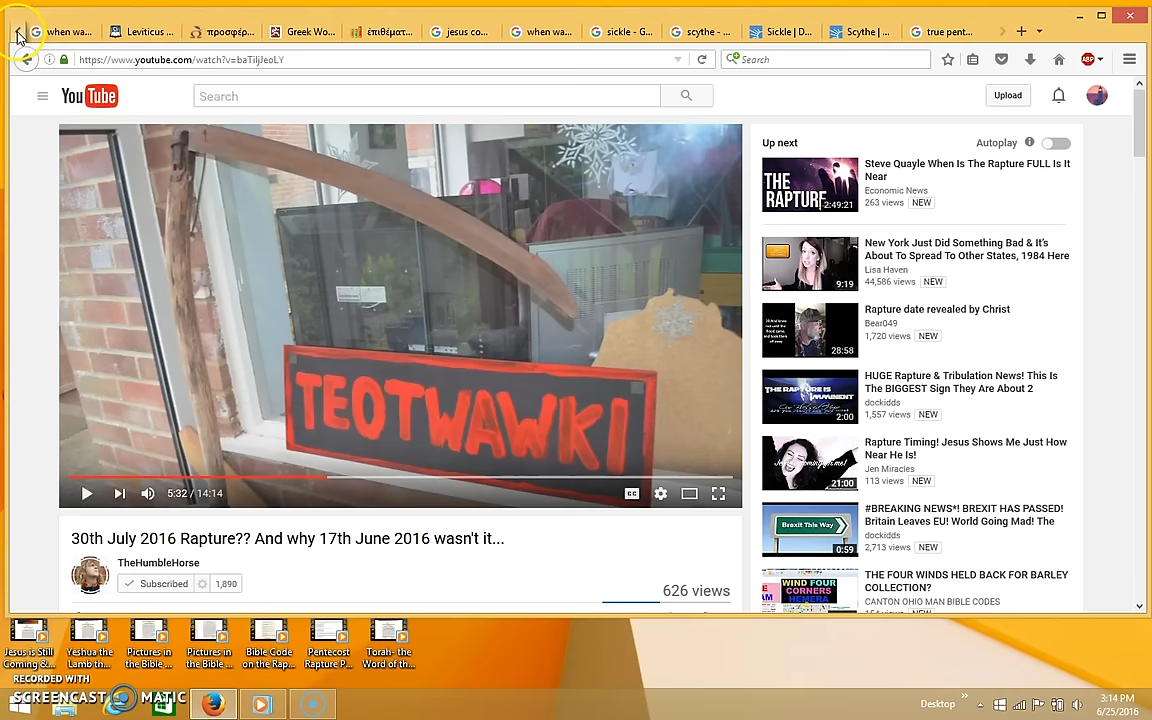 when wa...
Leviticus ...
προσφέρ...
Greek Wo...
ἐπιθέματ...
jesus co...
when wa...
sickle - G...
scythe - ...
Sickle | D...
Scythe | ...
true pent...
https://www.youtube.com/watch?v=baTiljJeoLY
Search
ABP
YouTube
Search
Upload
TEOTWAWKI
5:32 / 14:14
CC
30th July 2016 Rapture?? And why 17th June 2016 wasn't it...
TheHumbleHorse
Subscribed
1,890
626 views
Up next
Autoplay
THE RAPTURE
2:49:21
Steve Quayle When Is The Rapture FULL Is It
Near
Economic News
263 views NEW
9:19
New York Just Did Something Bad & It's
About To Spread To Other States, 1984 Here
Lisa Haven
44,586 views NEW
28:58
Rapture date revealed by Christ
Bear049
1,720 views NEW
THE RAPTURE IS
IMMINENT
2:00
HUGE Rapture & Tribulation News! This Is
The BIGGEST Sign They Are About 2
dockidds
1,557 views NEW
21:00
Rapture Timing! Jesus Shows Me Just How
Near He Is!
Jen Miracles
113 views NEW
Brexit This Way
0:59
#BREAKING NEWS*! BREXIT HAS PASSED!
Britain Leaves EU! World Going Mad! The
dockidds
2,713 views NEW
WIND FOUR
CORNERS
HEMERA
THE FOUR WINDS HELD BACK FOR BARLEY
COLLECTION?
CANTON OHIO MAN BIBLE CODES
Jesus is Still
Coming &...
Yeshua the
Lamb th...
Pictures in
the Bible ...
Pictures in
the Bible ...
Bible Code
on the Rap...
Pentecost
Rapture P...
Torah- the
Word of th...
RECORDED WITH
SCREENCAST MATIC
Desktop
3:14 PM
6/25/2016